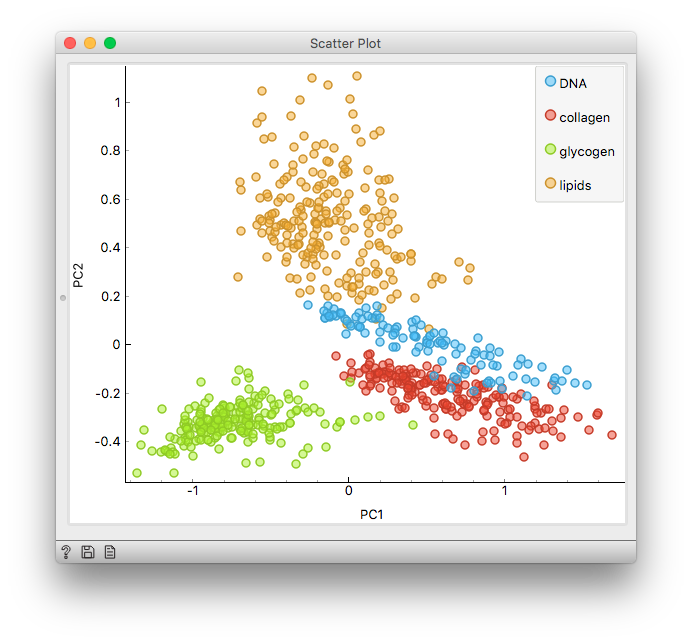 Scatter Plot
DNA
collagen
glycogen
lipids
1
0.8
0.6
0.4
0.2
0
-0.2
-0.4
PC2
-1
0
1
PC1
?